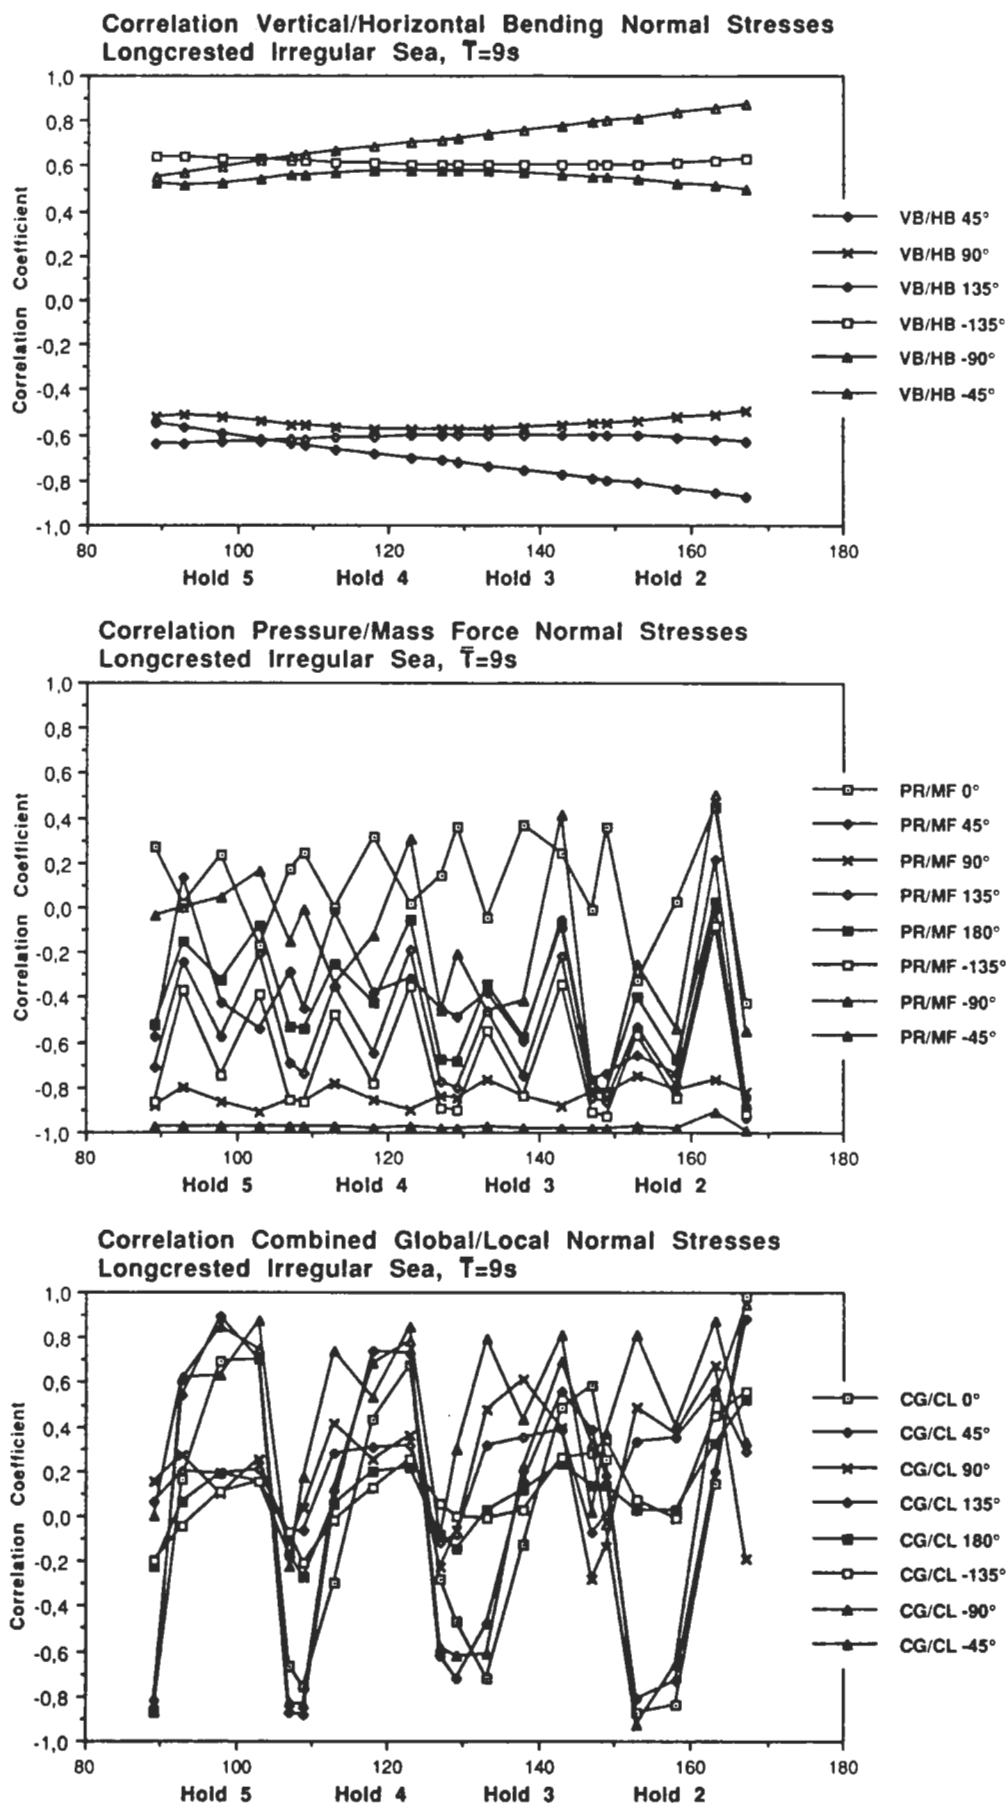 Correlation Vertical/Horizontal Bending Normal Stresses
Longcrested Irregular Sea, T̅=9s
1,0
0,8
0,6
0,4
0,2
0,0
-0,2
-0,4
-0,6
-0,8
-1,0
Correlation Coefficient
80 100 120 140 160 180
Hold 5 Hold 4 Hold 3 Hold 2
VB/HB 45°
VB/HB 90°
VB/HB 135°
VB/HB -135°
VB/HB -90°
VB/HB -45°
Correlation Pressure/Mass Force Normal Stresses
Longcrested Irregular Sea, T̅=9s
1,0
0,8
0,6
0,4
0,2
0,0
-0,2
-0,4
-0,6
-0,8
-1,0
Correlation Coefficient
80 100 120 140 160 180
Hold 5 Hold 4 Hold 3 Hold 2
PR/MF 0°
PR/MF 45°
PR/MF 90°
PR/MF 135°
PR/MF 180°
PR/MF -135°
PR/MF -90°
PR/MF -45°
Correlation Combined Global/Local Normal Stresses
Longcrested Irregular Sea, T̅=9s
1,0
0,8
0,6
0,4
0,2
0,0
-0,2
-0,4
-0,6
-0,8
-1,0
Correlation Coefficient
80 100 120 140 160 180
Hold 5 Hold 4 Hold 3 Hold 2
CG/CL 0°
CG/CL 45°
CG/CL 90°
CG/CL 135°
CG/CL 180°
CG/CL -135°
CG/CL -90°
CG/CL -45°